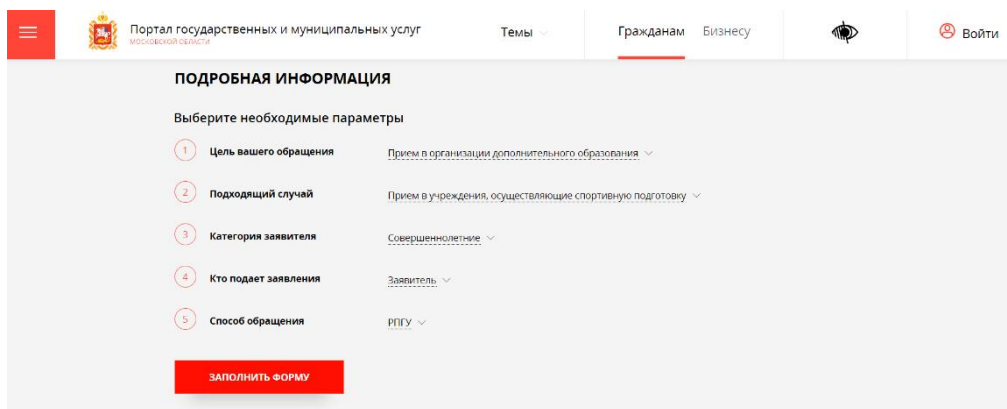 Портал государственных и муниципальных услуг
МОСКОВСКОЙ ОБЛАСТИ
Темы
Гражданам Бизнесу
Войти
ПОДРОБНАЯ ИНФОРМАЦИЯ
Выберите необходимые параметры
1 Цель вашего обращения Прием в организации дополнительного образования
2 Подходящий случай Прием в учреждения, осуществляющие спортивную подготовку
3 Категория заявителя Совершеннолетние
4 Кто подает заявления Заявитель
5 Способ обращения РПГУ
ЗАПОЛНИТЬ ФОРМУ